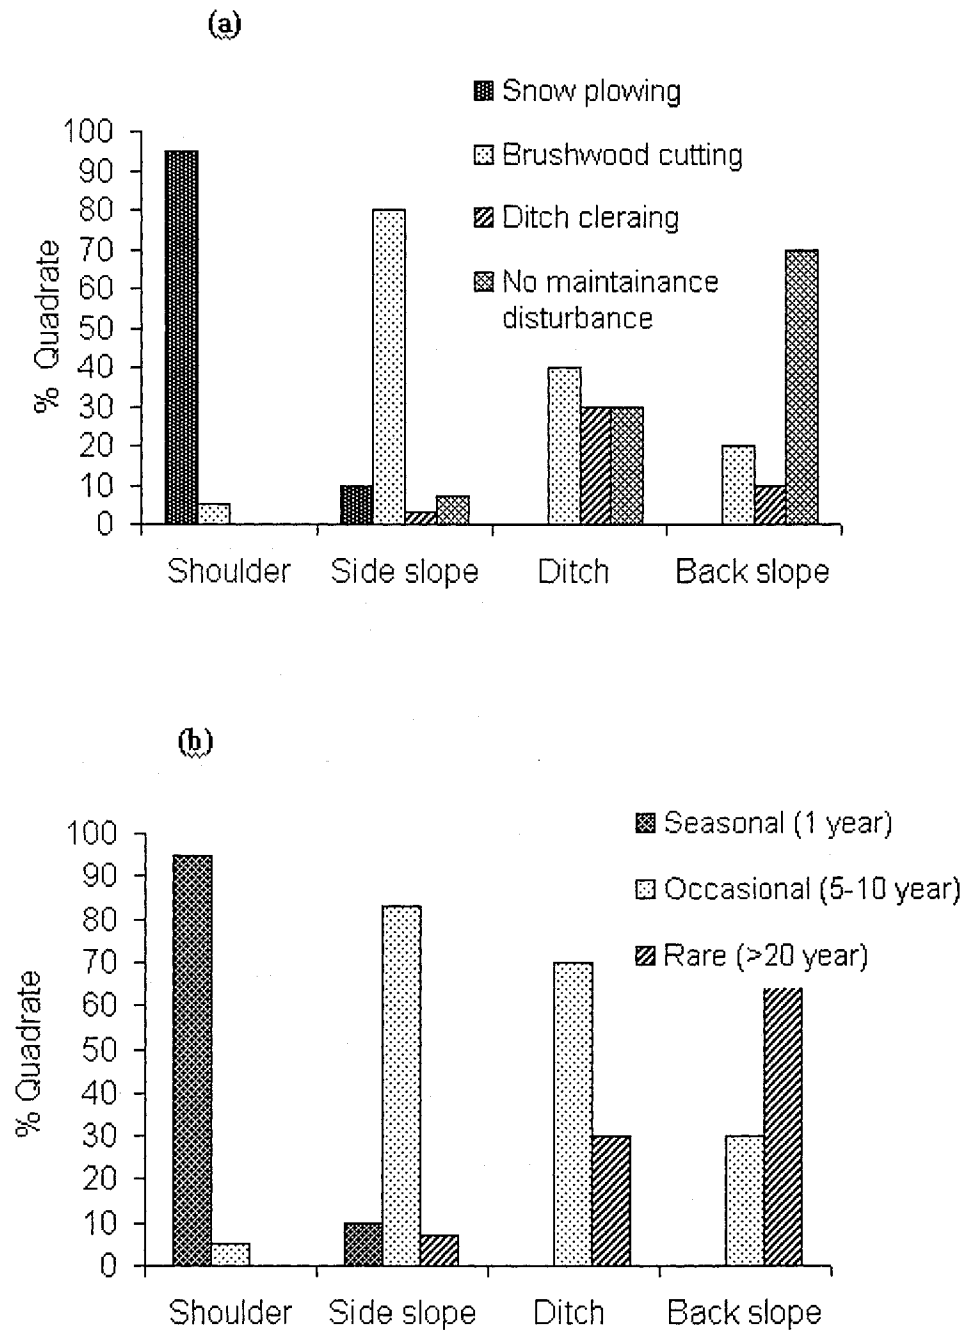 (a)
Snow plowing
Brushwood cutting
Ditch cleraing
No maintainance
disturbance
% Quadrate
100
90
80
70
60
50
40
30
20
10
0
Shoulder Side slope Ditch Back slope
(b)
Seasonal (1 year)
Occasional (5-10 year)
Rare (>20 year)
% Quadrate
100
90
80
70
60
50
40
30
20
10
0
Shoulder Side slope Ditch Back slope